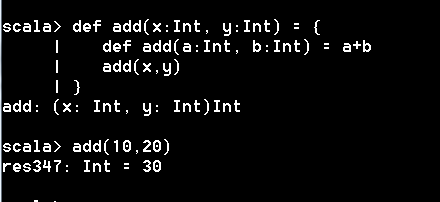 scala> def add(x:Int, y:Int) = {
     |     def add(a:Int, b:Int) = a+b
     |     add(x,y)
     | }
add: (x: Int, y: Int)Int
scala> add(10,20)
res347: Int = 30